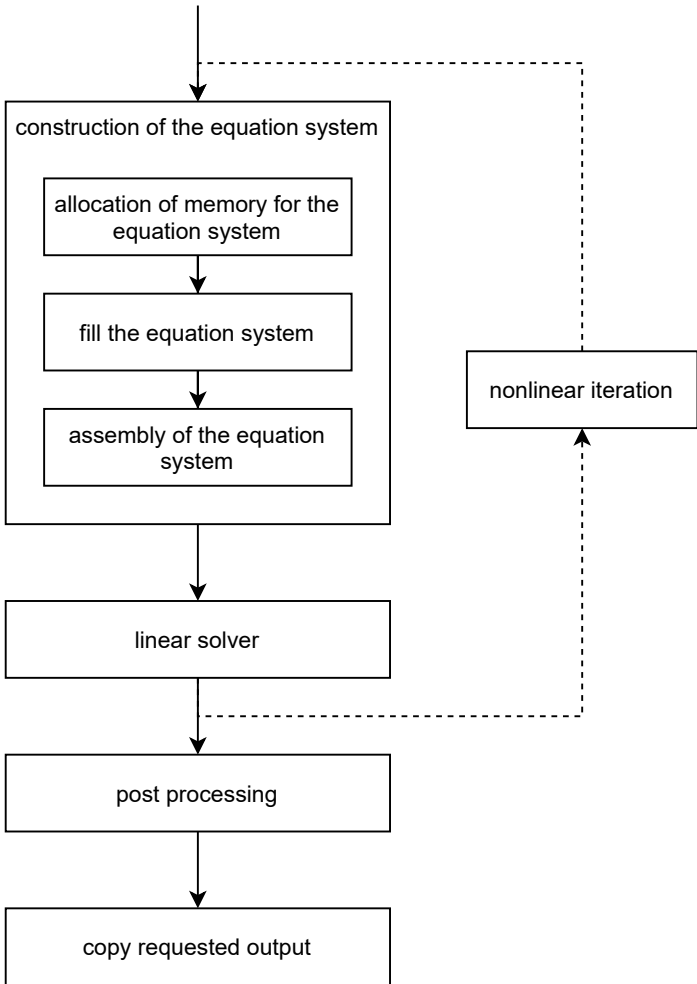 construction of the equation system
allocation of memory for the
equation system
fill the equation system
assembly of the equation
system
nonlinear iteration
linear solver
post processing
copy requested output